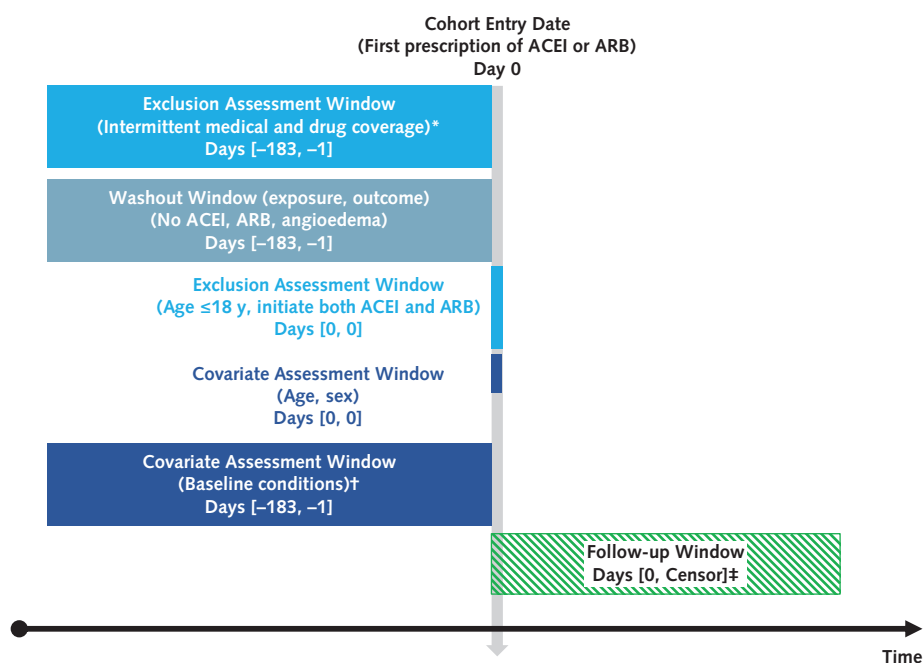 Cohort Entry Date
(First prescription of ACEI or ARB)
Day 0
Exclusion Assessment Window
(Intermittent medical and drug coverage)*
Days [–183, –1]
Washout Window (exposure, outcome)
(No ACEI, ARB, angioedema)
Days [–183, –1]
Exclusion Assessment Window
(Age ≤18 y, initiate both ACEI and ARB)
Days [0, 0]
Covariate Assessment Window
(Age, sex)
Days [0, 0]
Covariate Assessment Window
(Baseline conditions)†
Days [–183, –1]
Follow-up Window
Days [0, Censor]‡
Time